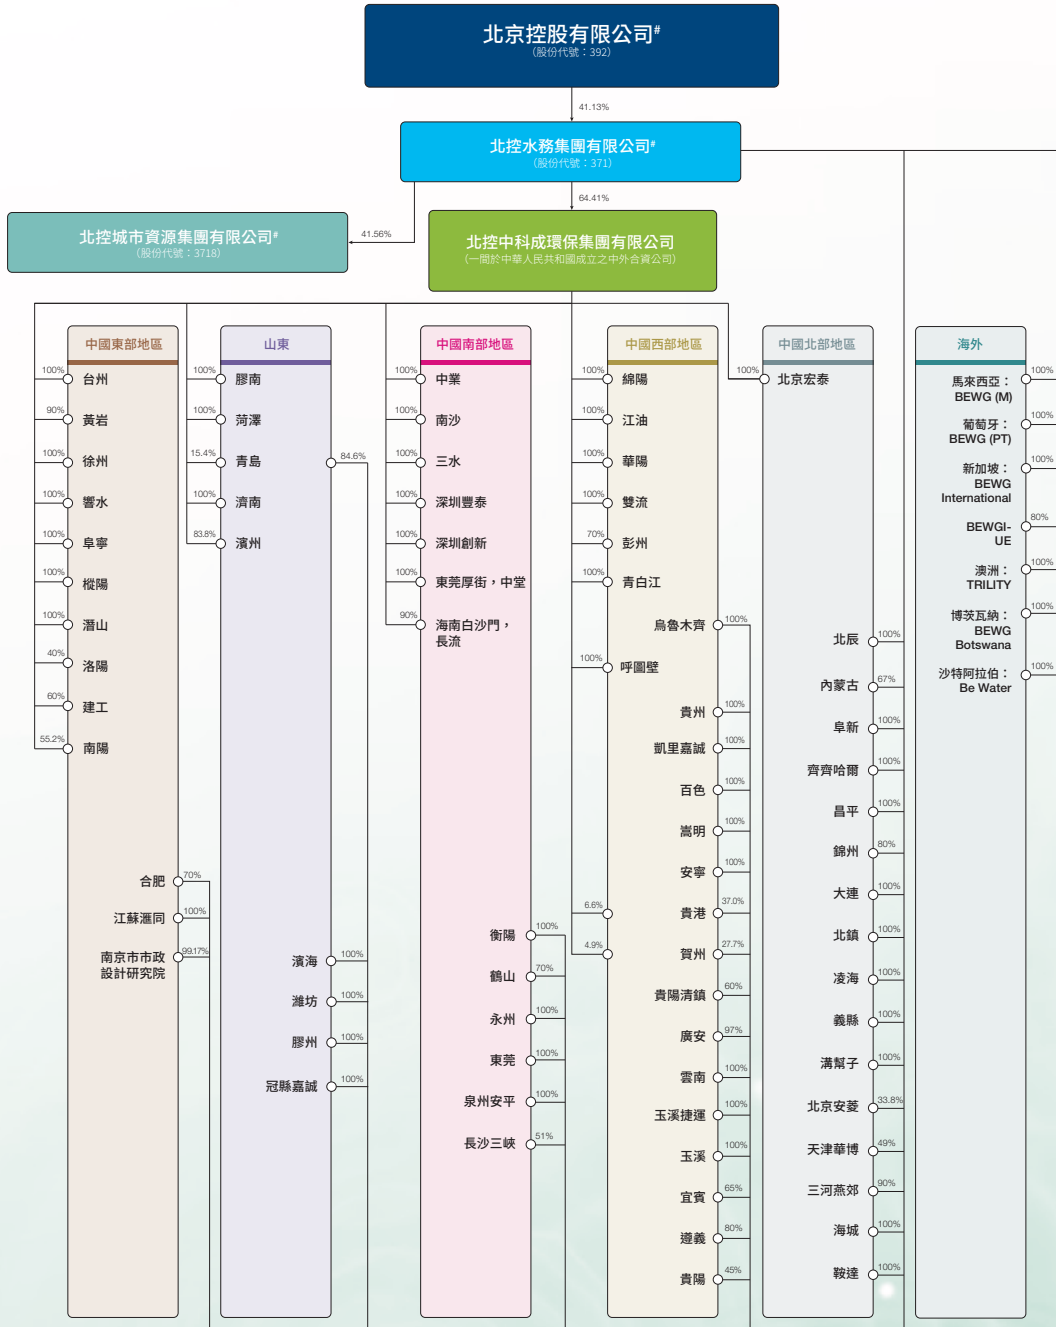 北京控股有限公司#
(股份代號：392)
41.13%
北控水務集團有限公司#
(股份代號：371)
64.41%
41.56%
北控城市資源集團有限公司#
(股份代號：3718)
北控中科成環保集團有限公司
(一間於中華人民共和國成立之中外合資公司)
中國東部地區
100% 台州
90% 黃岩
100% 徐州
100% 響水
100% 阜寧
100% 樅陽
100% 潛山
40% 洛陽
60% 建工
55.2% 南陽
合肥 70%
江蘇滙同 100%
南京市市政
設計研究院 99.17%
山東
100% 膠南
100% 菏澤
15.4% 青島 84.6%
100% 濟南
83.8% 濱州
濱海 100%
濰坊 100%
膠州 100%
冠縣嘉誠 100%
中國南部地區
100% 中業
100% 南沙
100% 三水
100% 深圳豐泰
100% 深圳創新
100% 東莞厚街，中堂
90% 海南白沙門，
長流
衡陽 100%
鶴山 70%
永州 100%
東莞 100%
泉州安平 100%
長沙三峽 51%
中國西部地區
100% 綿陽
100% 江油
100% 華陽
100% 雙流
70% 彭州
100% 青白江
烏魯木齊 100%
100% 呼圖壁
貴州 100%
凱里嘉誠 100%
百色 100%
嵩明 100%
安寧 100%
6.6% 貴港 37.0%
4.9% 賀州 27.7%
貴陽清鎮 60%
廣安 97%
雲南 100%
玉溪捷運 100%
玉溪 100%
宜賓 65%
遵義 80%
貴陽 45%
中國北部地區
100% 北京宏泰
北辰 100%
內蒙古 67%
阜新 100%
齊齊哈爾 100%
昌平 100%
錦州 80%
大連 100%
北鎮 100%
凌海 100%
義縣 100%
溝幫子 100%
北京安菱 33.8%
天津華博 49%
三河燕郊 90%
海城 100%
鞍達 100%
海外
馬來西亞： 100%
BEWG (M)
葡萄牙： 100%
BEWG (PT)
新加坡： 100%
BEWG
International
BEWGI- 80%
UE
澳洲： 100%
TRILITY
博茨瓦納： 100%
BEWG
Botswana
沙特阿拉伯： 100%
Be Water